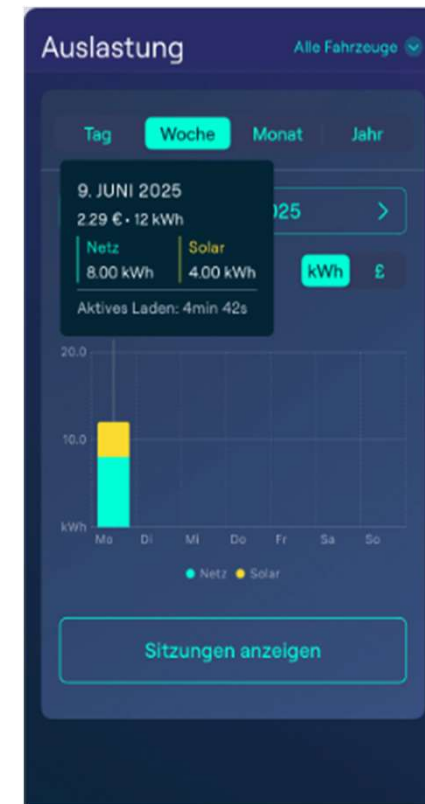 Auslastung
Alle Fahrzeuge
Tag Woche Monat Jahr
9. JUNI 2025
2.29 € • 12 kWh
Netz Solar
8.00 kWh 4.00 kWh
Aktives Laden: 4min 42s
kWh £
20.0
10.0
kWh
Mo Di Mi Do Fr Sa So
Netz Solar
Sitzungen anzeigen